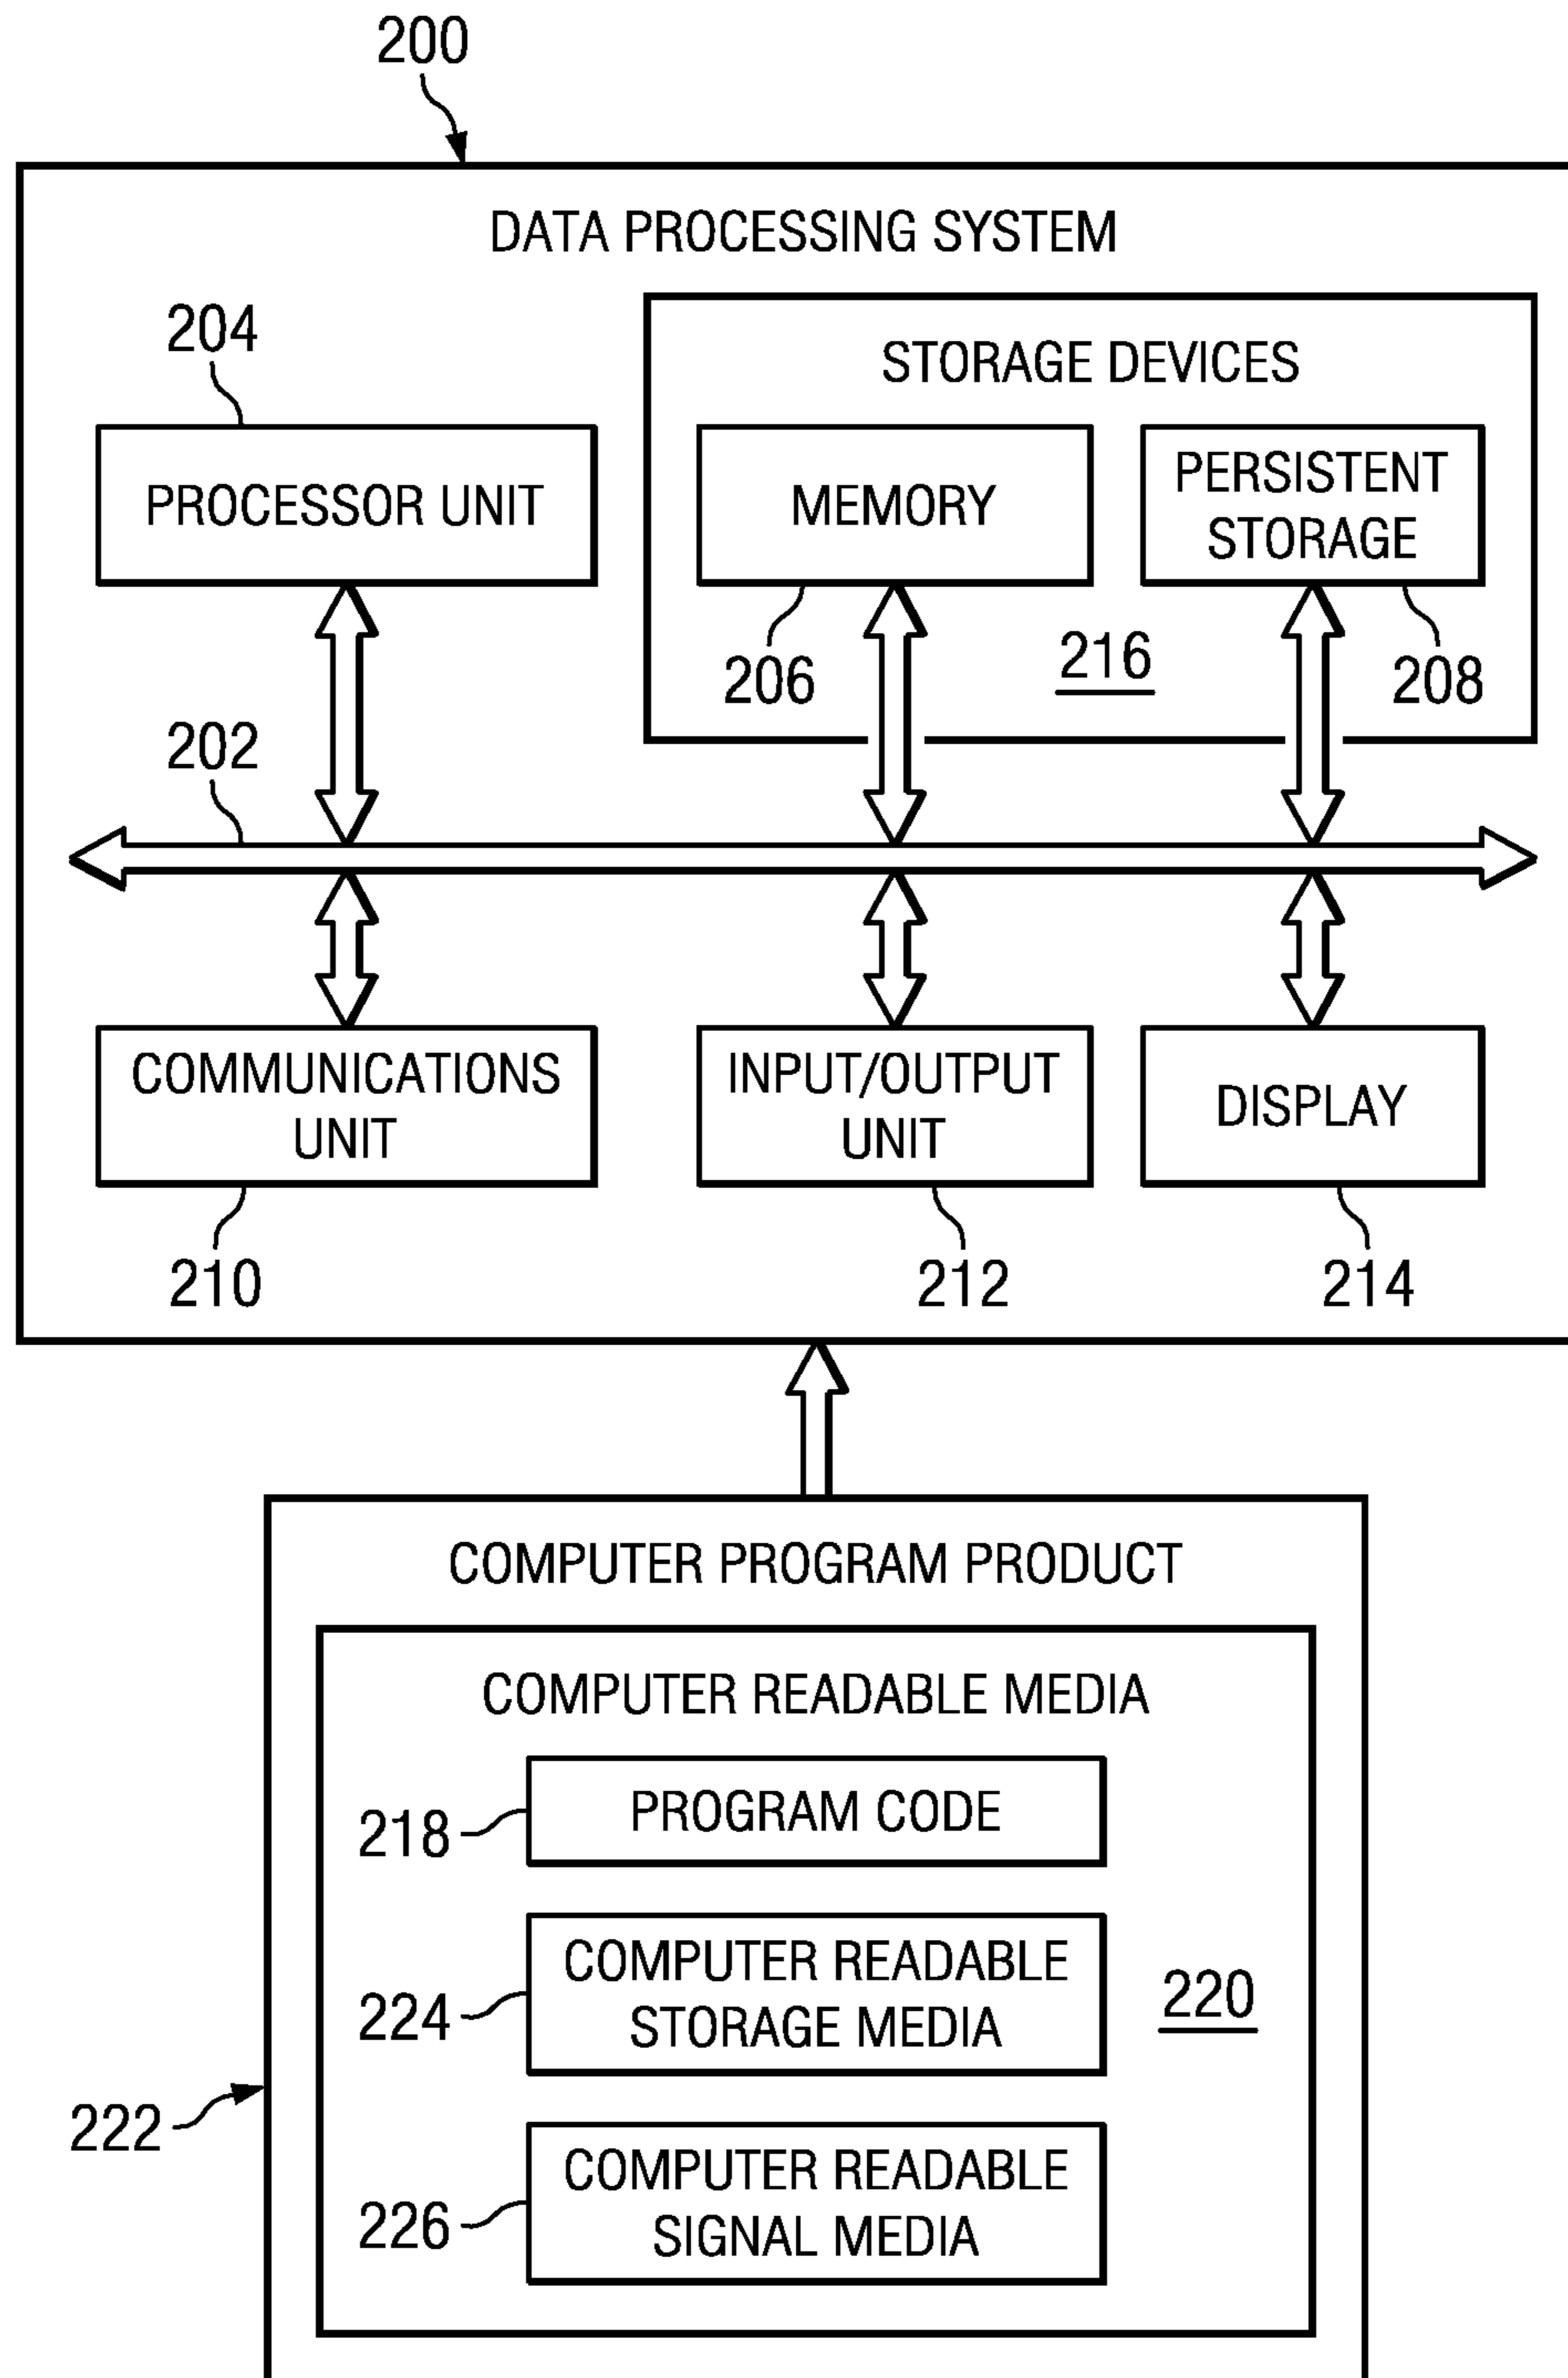 200
DATA PROCESSING SYSTEM
204
STORAGE DEVICES
PROCESSOR UNIT
MEMORY
PERSISTENT
STORAGE
206
216
208
202
COMMUNICATIONS
UNIT
INPUT/OUTPUT
UNIT
DISPLAY
210
212
214
COMPUTER PROGRAM PRODUCT
COMPUTER READABLE MEDIA
218
PROGRAM CODE
224
COMPUTER READABLE
STORAGE MEDIA
220
222
226
COMPUTER READABLE
SIGNAL MEDIA